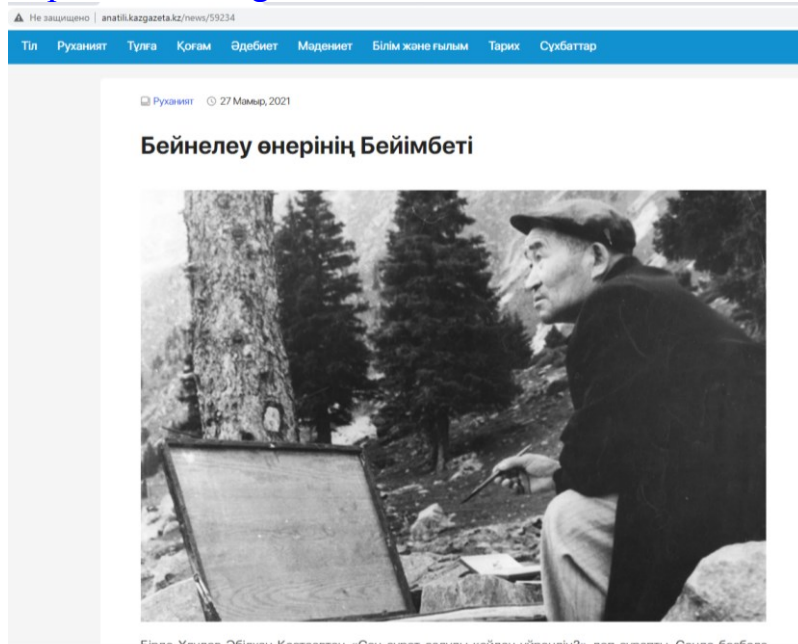 Не защищено | anatili.kazgazeta.kz/news/59234
Тіл Руханият Тұлға Қоғам Әдебиет Мәдениет Білім және ғылым Тарих Сұхбаттар
Руханият 27 Мамыр, 2021
Бейнелеу өнерінің Бейімбеті